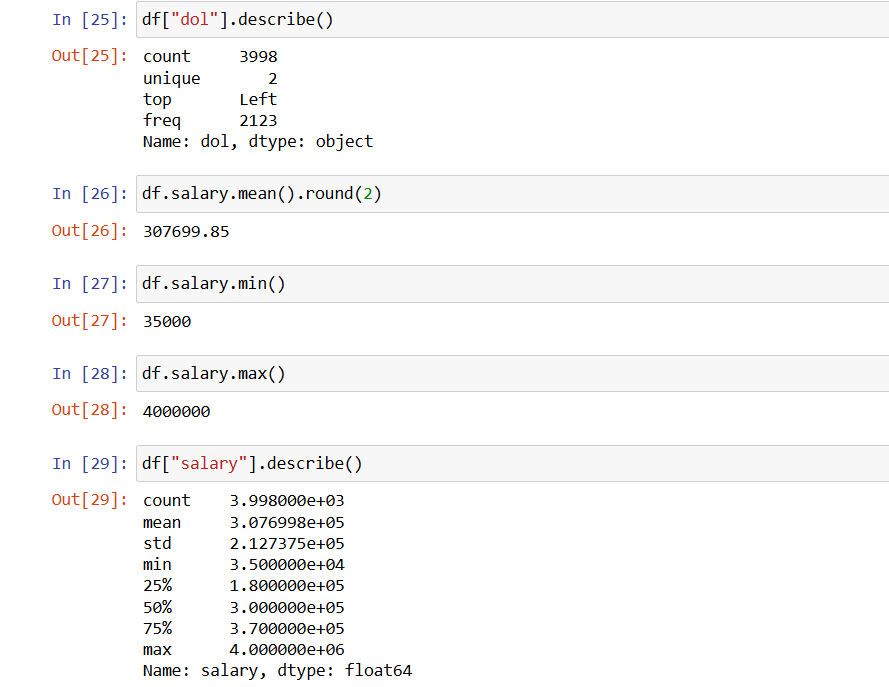 In [25]: df["dol"].describe()
Out[25]: count     3998
unique       2
top       Left
freq      2123
Name: dol, dtype: object
In [26]: df.salary.mean().round(2)
Out[26]: 307699.85
In [27]: df.salary.min()
Out[27]: 35000
In [28]: df.salary.max()
Out[28]: 4000000
In [29]: df["salary"].describe()
Out[29]: count    3.998000e+03
mean     3.076998e+05
std      2.127375e+05
min      3.500000e+04
25%      1.800000e+05
50%      3.000000e+05
75%      3.700000e+05
max      4.000000e+06
Name: salary, dtype: float64